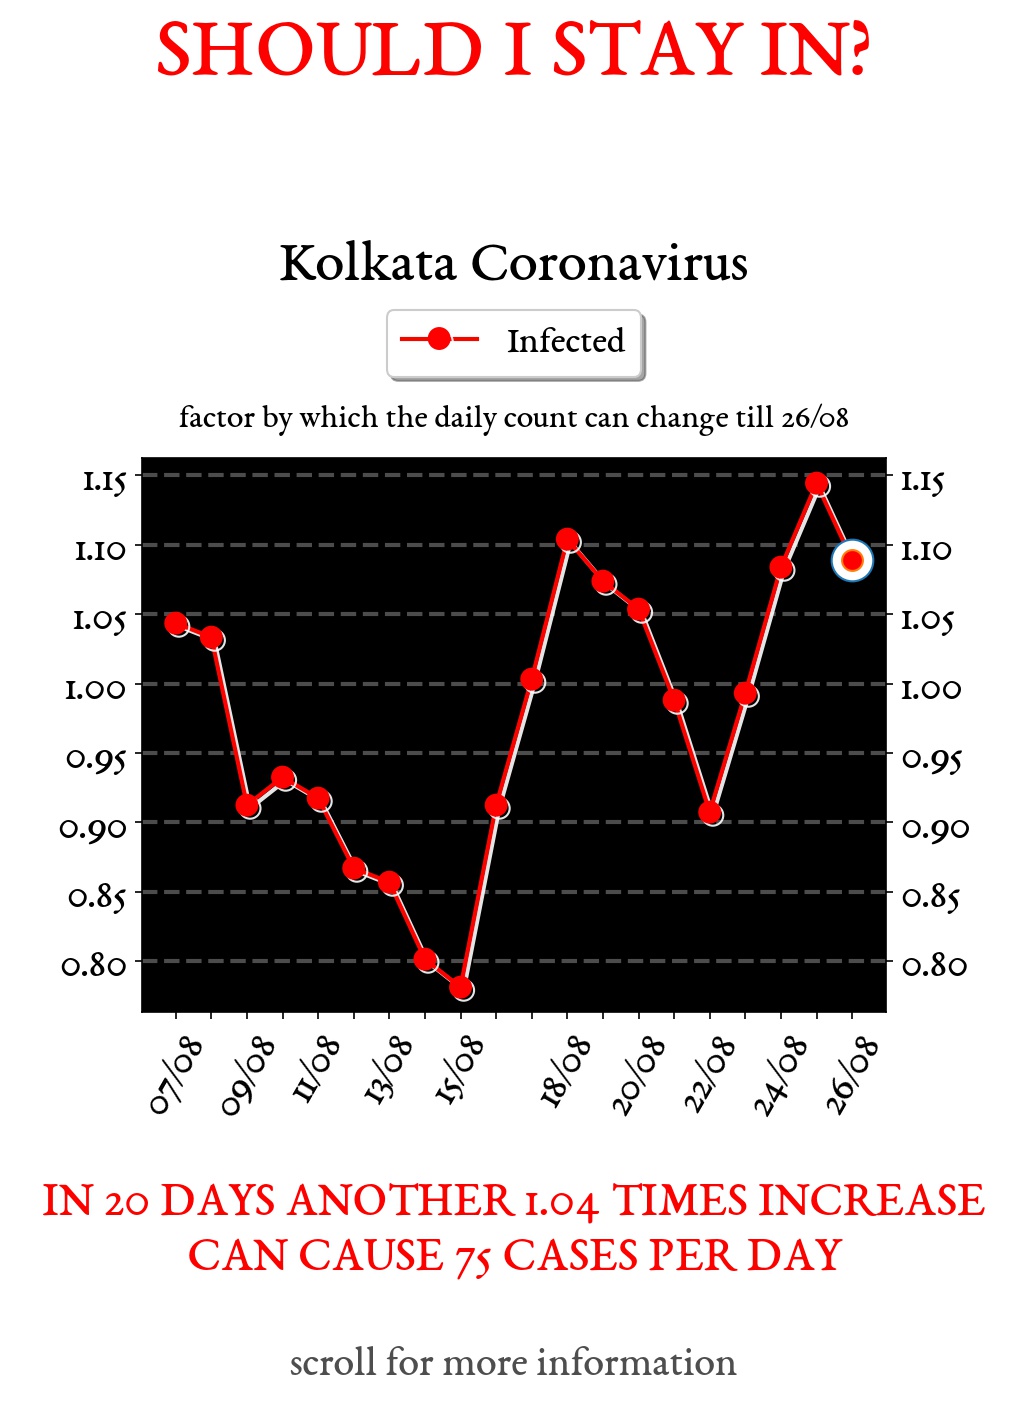 SHOULD I STAY IN?
Kolkata Coronavirus
Infected
factor by which the daily count can change till 26/08
1.15 1.15
1.10 1.10
1.05 1.05
1.00 1.00
0.95 0.95
0.90 0.90
0.85 0.85
0.80 0.80
07/08 09/08 11/08 13/08 15/08 18/08 20/08 22/08 24/08 26/08
IN 20 DAYS ANOTHER 1.04 TIMES INCREASE
CAN CAUSE 75 CASES PER DAY
scroll for more information